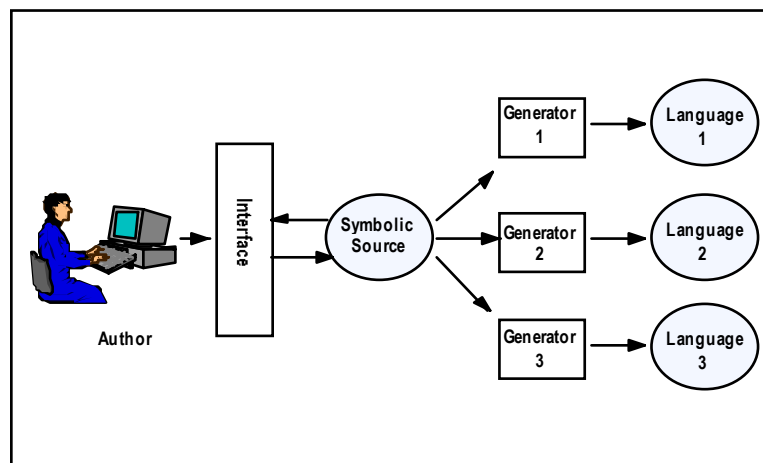 Author
Interface
Symbolic
Source
Generator
1
Language
1
Generator
2
Language
2
Generator
3
Language
3